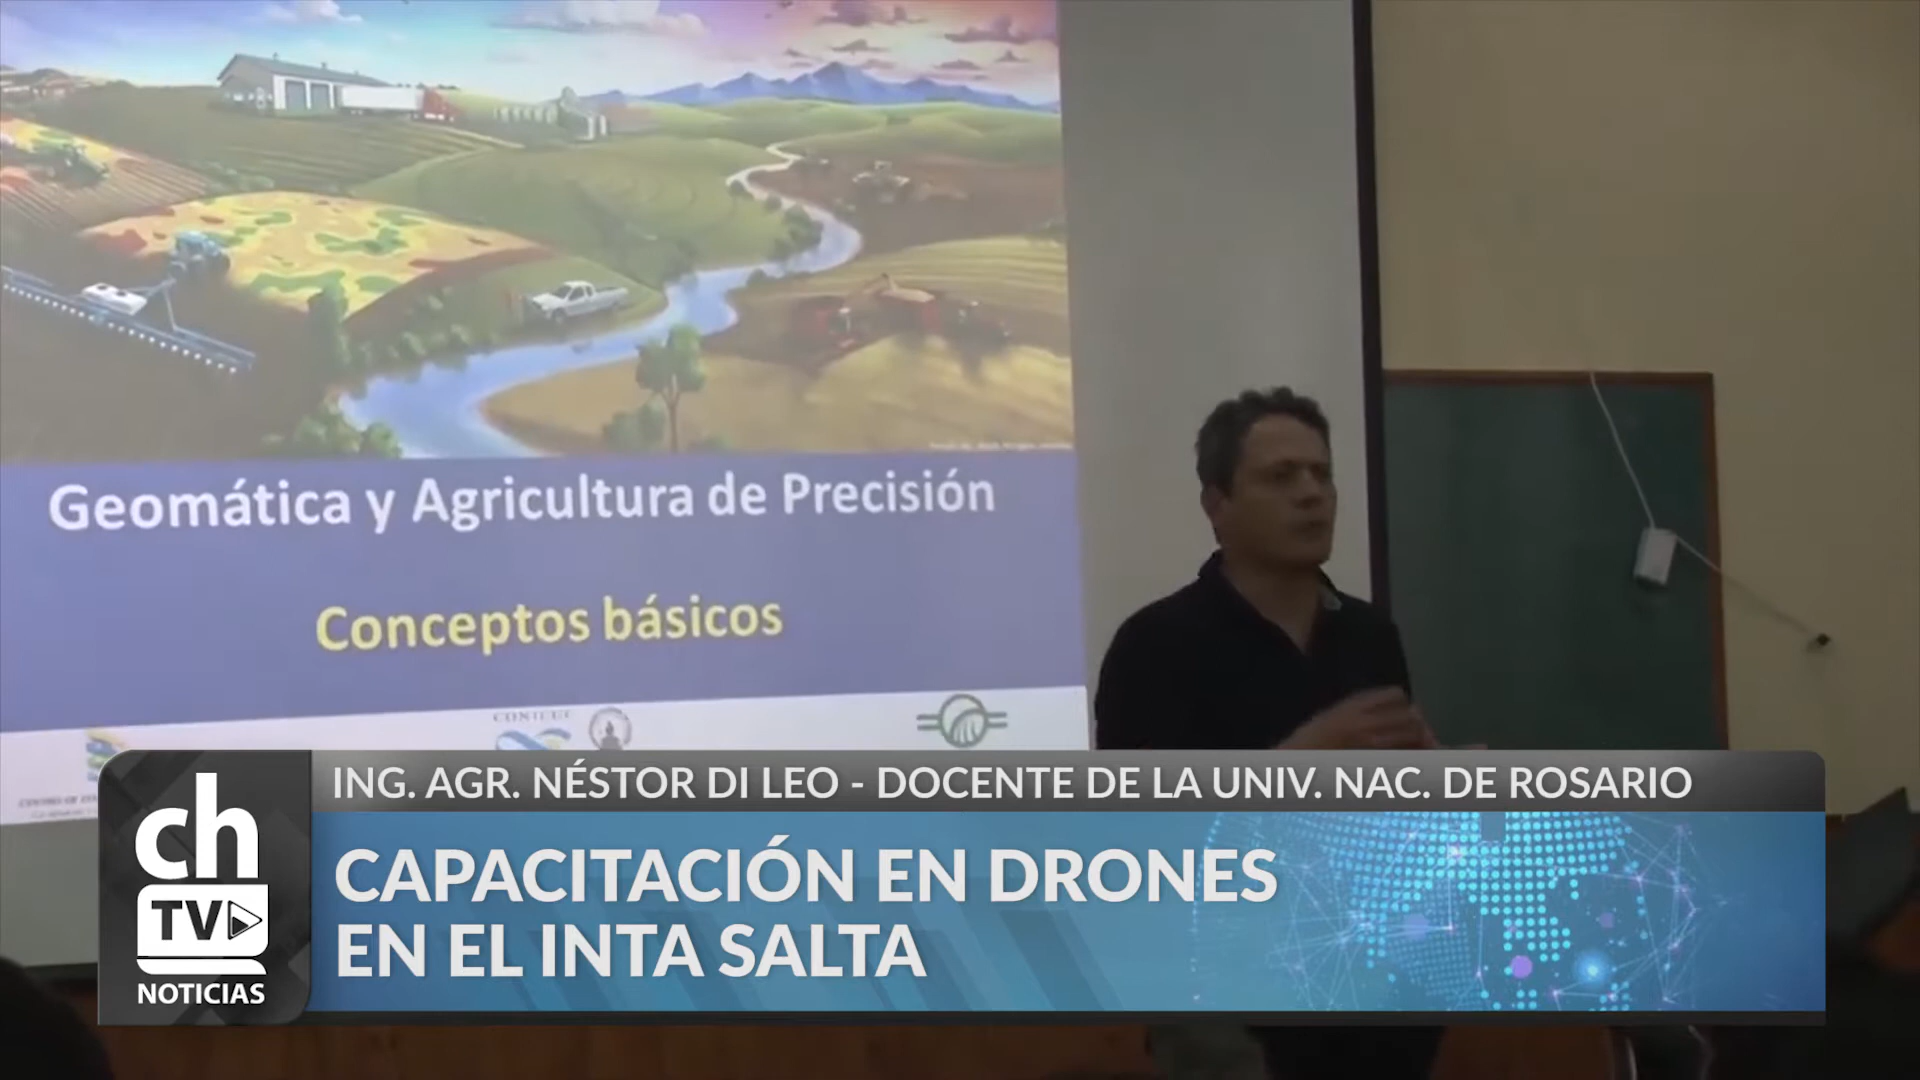 Geomática y Agricultura de Precisión
Conceptos básicos
CONICET
ING. AGR. NÉSTOR DI LEO - DOCENTE DE LA UNIV. NAC. DE ROSARIO
ch
TV
NOTICIAS
CAPACITACIÓN EN DRONES
EN EL INTA SALTA